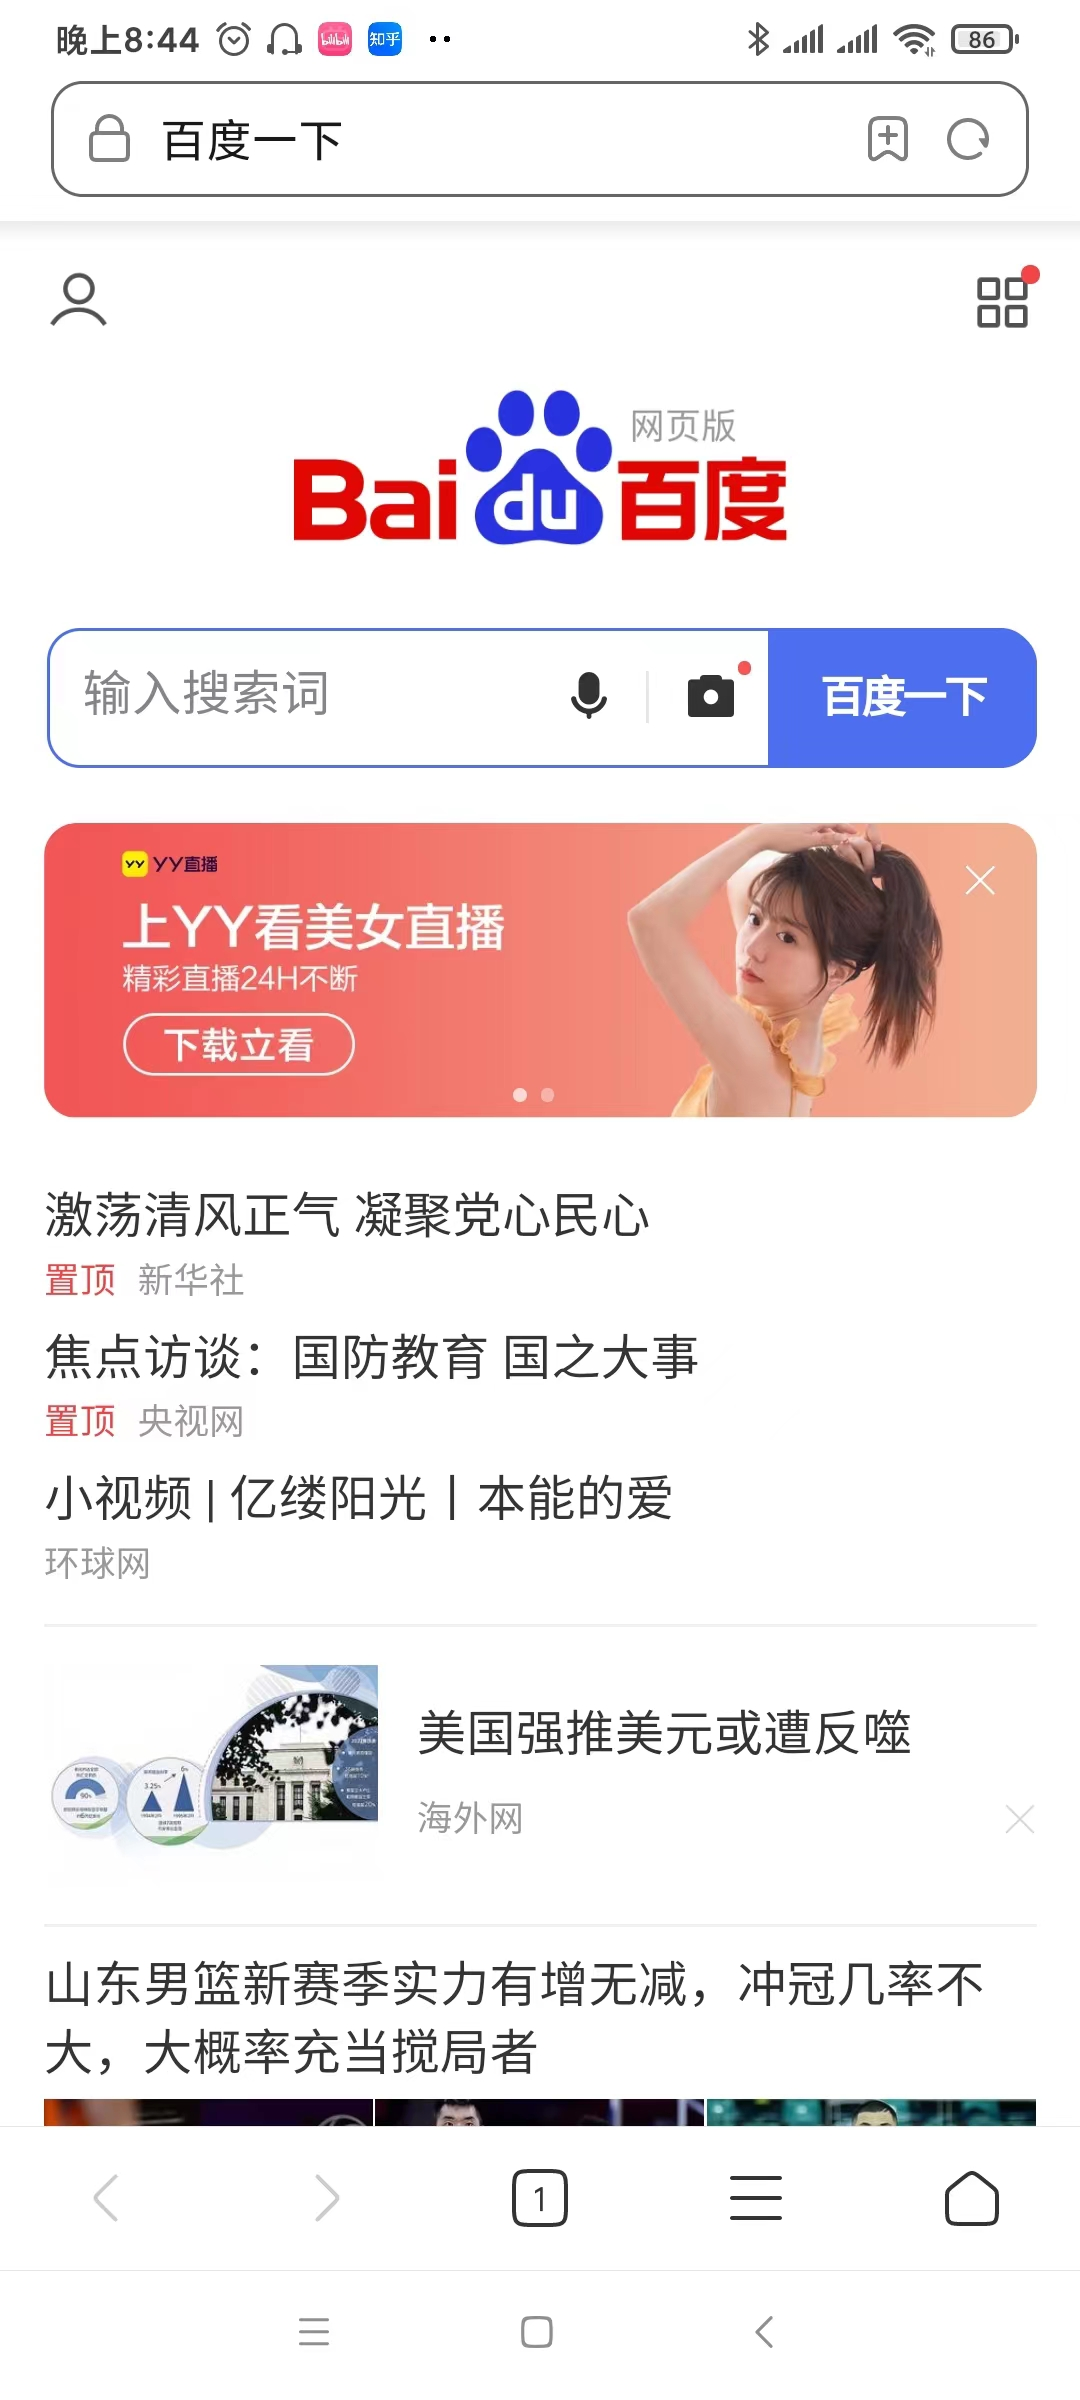 晚上8:44
bilibili
知乎
86
百度一下
网页版
Bai du 百度
输入搜索词
百度一下
YY YY直播
上YY看美女直播
精彩直播24H不断
下载立看
激荡清风正气 凝聚党心民心
置顶 新华社
焦点访谈：国防教育 国之大事
置顶 央视网
小视频 | 亿缕阳光丨本能的爱
环球网
90%
3.25%
6%
美国强推美元或遭反噬
海外网
山东男篮新赛季实力有增无减，冲冠几率不
大，大概率充当搅局者
1